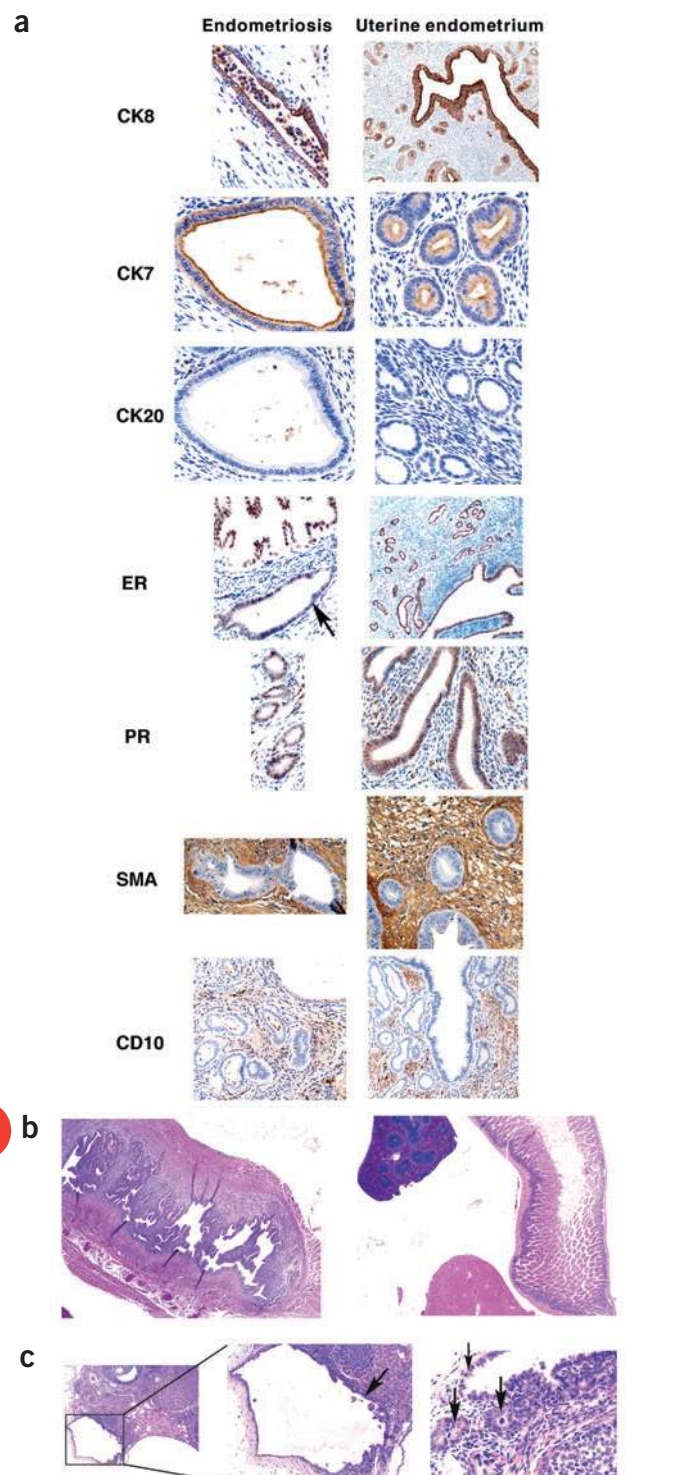 a
Endometriosis Uterine endometrium
CK8
CK7
CK20
ER
PR
SMA
CD10
b
c